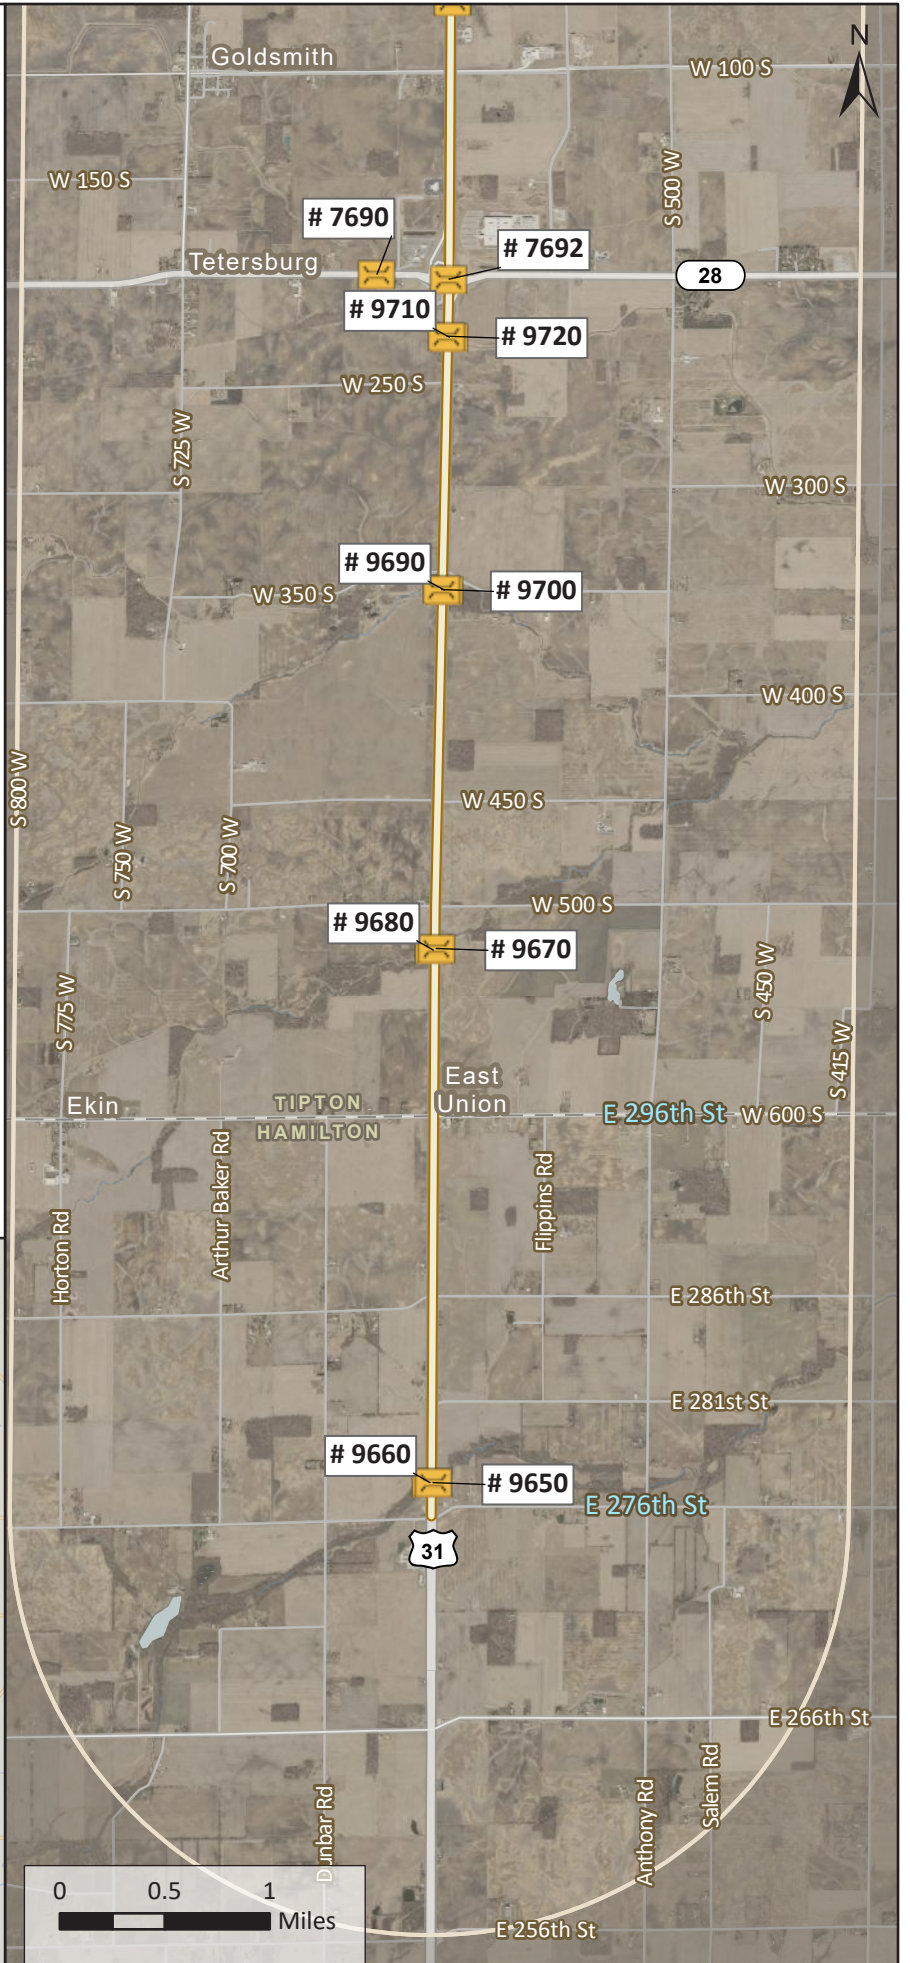 N
Goldsmith
W 100 S
W 150 S
S 500 W
# 7690
# 7692
Tetersburg
28
# 9710
# 9720
W 250 S
S 725 W
W 300 S
# 9690
# 9700
W 350 S
W 400 S
S 800 W
W 450 S
S 750 W
S 700 W
W 500 S
# 9680
# 9670
S 775 W
S 450 W
S 415 W
East
Union
Ekin
TIPTON
HAMILTON
E 296th St
W 600 S
Arthur Baker Rd
Flippins Rd
Horton Rd
E 286th St
E 281st St
# 9660
# 9650
E 276th St
31
E 266th St
Dunbar Rd
Anthony Rd
Salem Rd
0 0.5 1
Miles
E 256th St